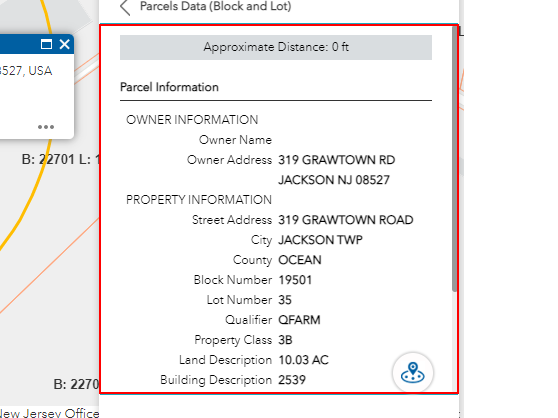 Parcels Data (Block and Lot)
Approximate Distance: 0 ft
8527, USA
Parcel Information
OWNER INFORMATION
Owner Name
B: 22701 L: 1
Owner Address 319 GRAWTOWN RD
JACKSON NJ 08527
PROPERTY INFORMATION
Street Address 319 GRAWTOWN ROAD
City JACKSON TWP
County OCEAN
Block Number 19501
Lot Number 35
Qualifier QFARM
Property Class 3B
Land Description 10.03 AC
Building Description 2539
B: 2270
New Jersey Office